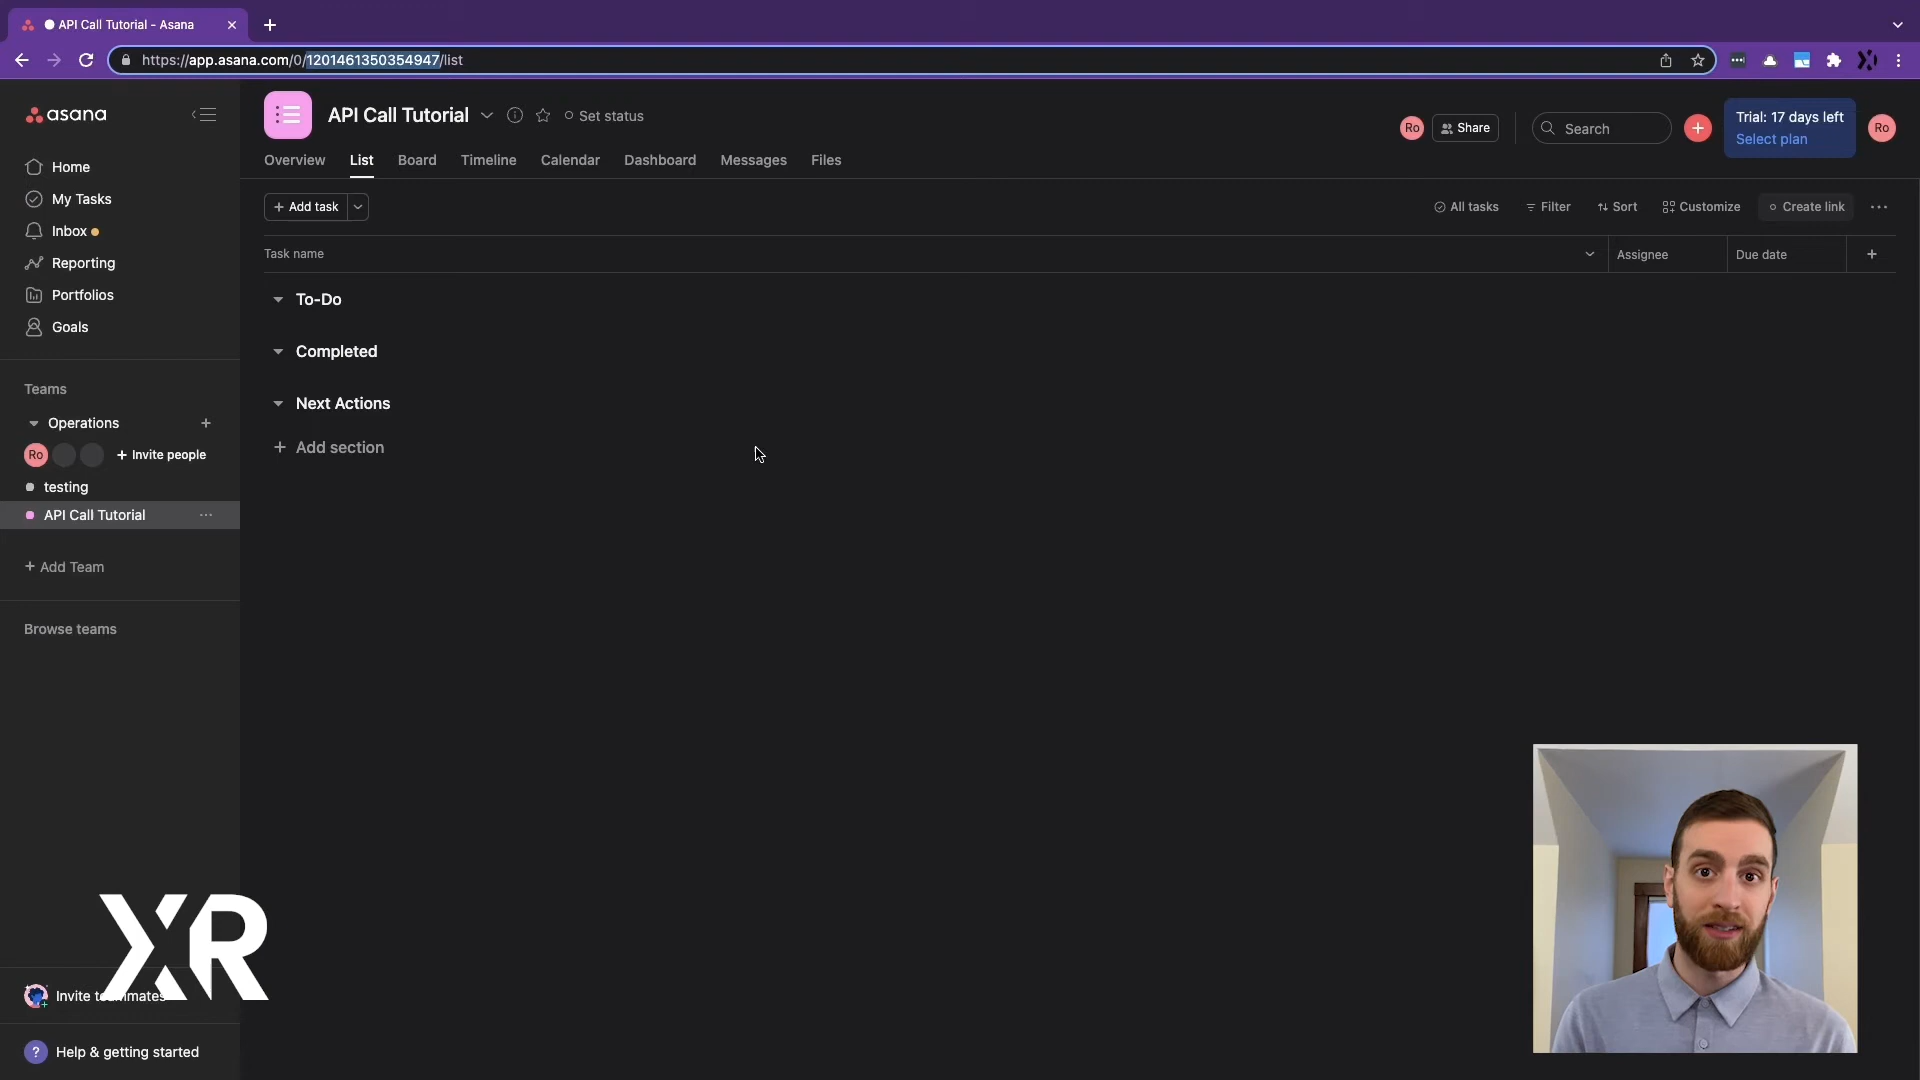 API Call Tutorial - Asana
https://app.asana.com/0/1201461350354947/list
asana
Home
My Tasks
Inbox
Reporting
Portfolios
Goals
Teams
Operations
Ro
+ Invite people
testing
API Call Tutorial
+ Add Team
Browse teams
XR
Invite teammates
? Help & getting started
API Call Tutorial
Set status
Ro
Share
Search
Trial: 17 days left
Select plan
Ro
Overview
List
Board
Timeline
Calendar
Dashboard
Messages
Files
+ Add task
All tasks
Filter
Sort
Customize
Create link
Task name
Assignee
Due date
To-Do
Completed
Next Actions
+ Add section